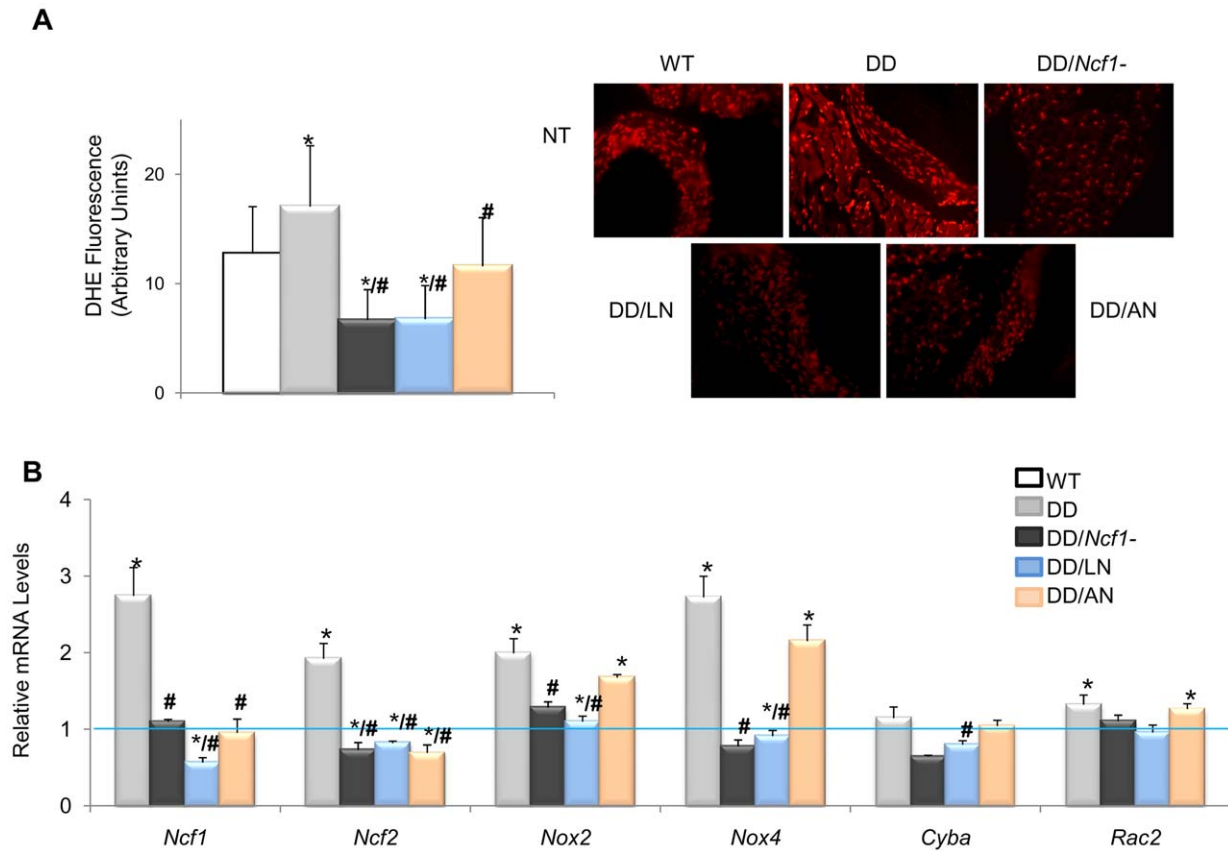 A
DHE Fluorescence
(Arbitrary Unints)
20
10
0
*
*/#
*/#
#
WT
DD
DD/Ncf1-
NT
DD/LN
DD/AN
B
Relative mRNA Levels
4
3
2
1
0
*
#
*/#
#
*
*/#
*/#
*/#
*
#
*/#
*
*
#
*/#
*
#
*
*
WT
DD
DD/Ncf1-
DD/LN
DD/AN
Ncf1
Ncf2
Nox2
Nox4
Cyba
Rac2